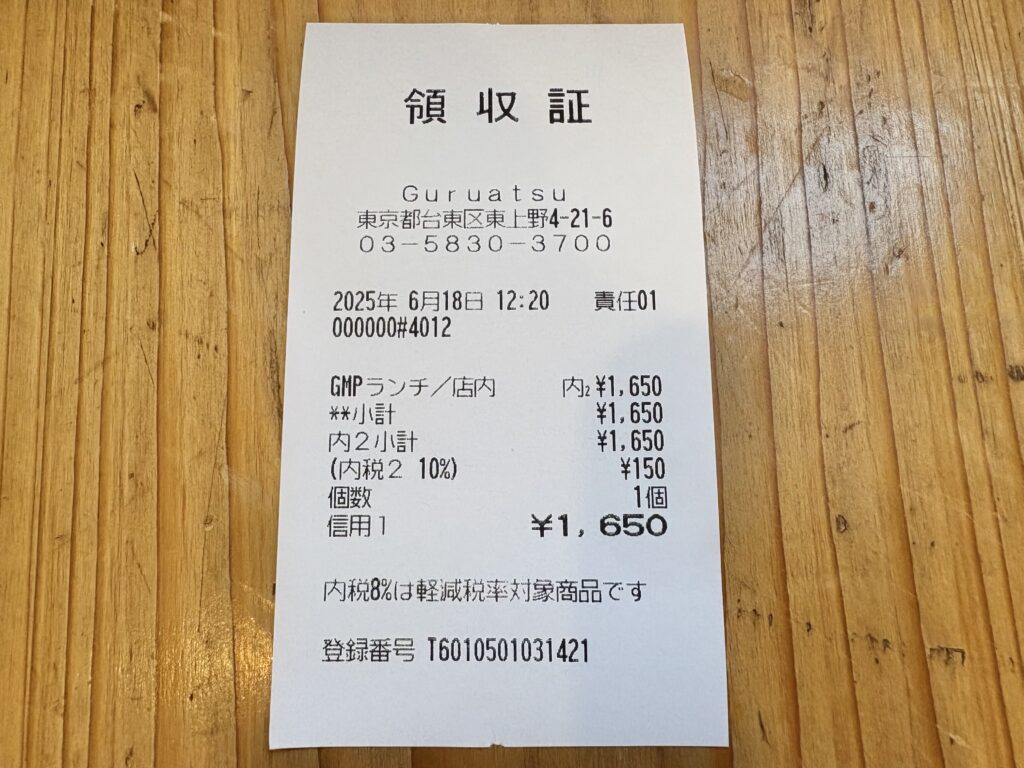 領収証
Guruatsu
東京都台東区東上野4-21-6
03-5830-3700
2025年 6月18日 12:20 責任01
000000#4012
GMPランチ/店内 内2 ¥1,650
**小計 ¥1,650
内2小計 ¥1,650
(内税2 10%) ¥150
個数 1個
信用1 ¥1,650
内税8%は軽減税率対象商品です
登録番号 T6010501031421